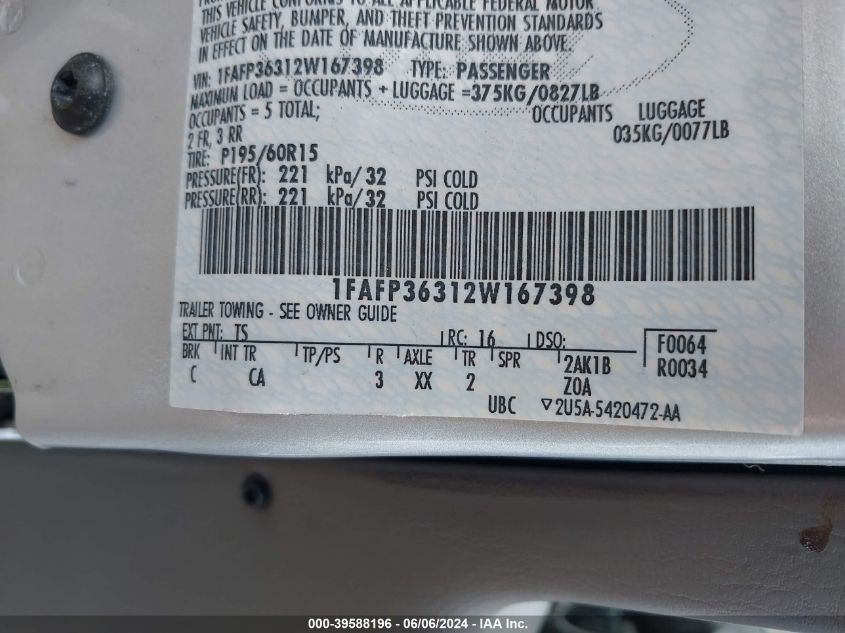 THIS VEHICLE CONFORMS TO ALL APPLICABLE FEDERAL MOTOR
VEHICLE SAFETY, BUMPER, AND THEFT PREVENTION STANDARDS
IN EFFECT ON THE DATE OF MANUFACTURE SHOWN ABOVE.
VIN: 1FAFP36312W167398 TYPE: PASSENGER
MAXIMUM LOAD = OCCUPANTS + LUGGAGE =375KG/0827LB
OCCUPANTS = 5 TOTAL; OCCUPANTS LUGGAGE
2 FR, 3 RR 035KG/0077LB
TIRE: P195/60R15
PRESSURE(FR): 221 kPa/32 PSI COLD
PRESSURE(RR): 221 kPa/32 PSI COLD
1FAFP36312W167398
TRAILER TOWING - SEE OWNER GUIDE
EXT PNT: TS RC: 16 DSO: F0064
BRK INT TR TP/PS R AXLE TR SPR 2AK1B R0034
C CA 3 XX 2 Z0A
UBC ▽2U5A-5420472-AA
000-39588196 - 06/06/2024 - IAA Inc.